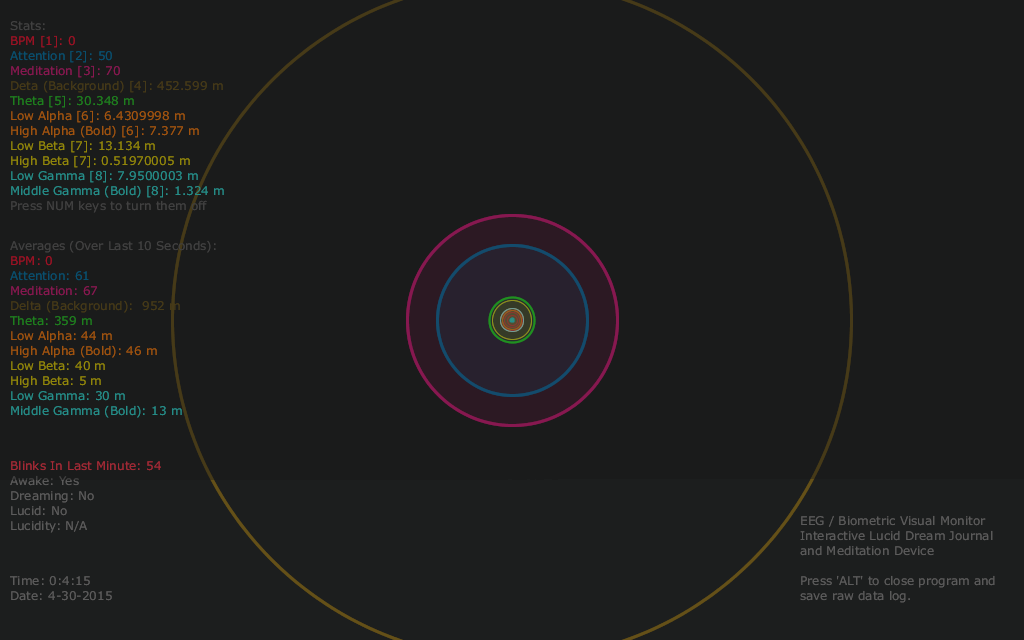 Stats:
BPM [1]: 0
Attention [2]: 50
Meditation [3]: 70
Deta (Background) [4]: 452.599 m
Theta [5]: 30.348 m
Low Alpha [6]: 6.4309998 m
High Alpha (Bold) [6]: 7.377 m
Low Beta [7]: 13.134 m
High Beta [7]: 0.51970005 m
Low Gamma [8]: 7.9500003 m
Middle Gamma (Bold) [8]: 1.324 m
Press NUM keys to turn them off
Averages (Over Last 10 Seconds):
BPM: 0
Attention: 61
Meditation: 67
Delta (Background):  952 m
Theta: 359 m
Low Alpha: 44 m
High Alpha (Bold): 46 m
Low Beta: 40 m
High Beta: 5 m
Low Gamma: 30 m
Middle Gamma (Bold): 13 m
Blinks In Last Minute: 54
Awake: Yes
Dreaming: No
Lucid: No
Lucidity: N/A
Time: 0:4:15
Date: 4-30-2015
EEG / Biometric Visual Monitor
Interactive Lucid Dream Journal
and Meditation Device
Press 'ALT' to close program and
save raw data log.